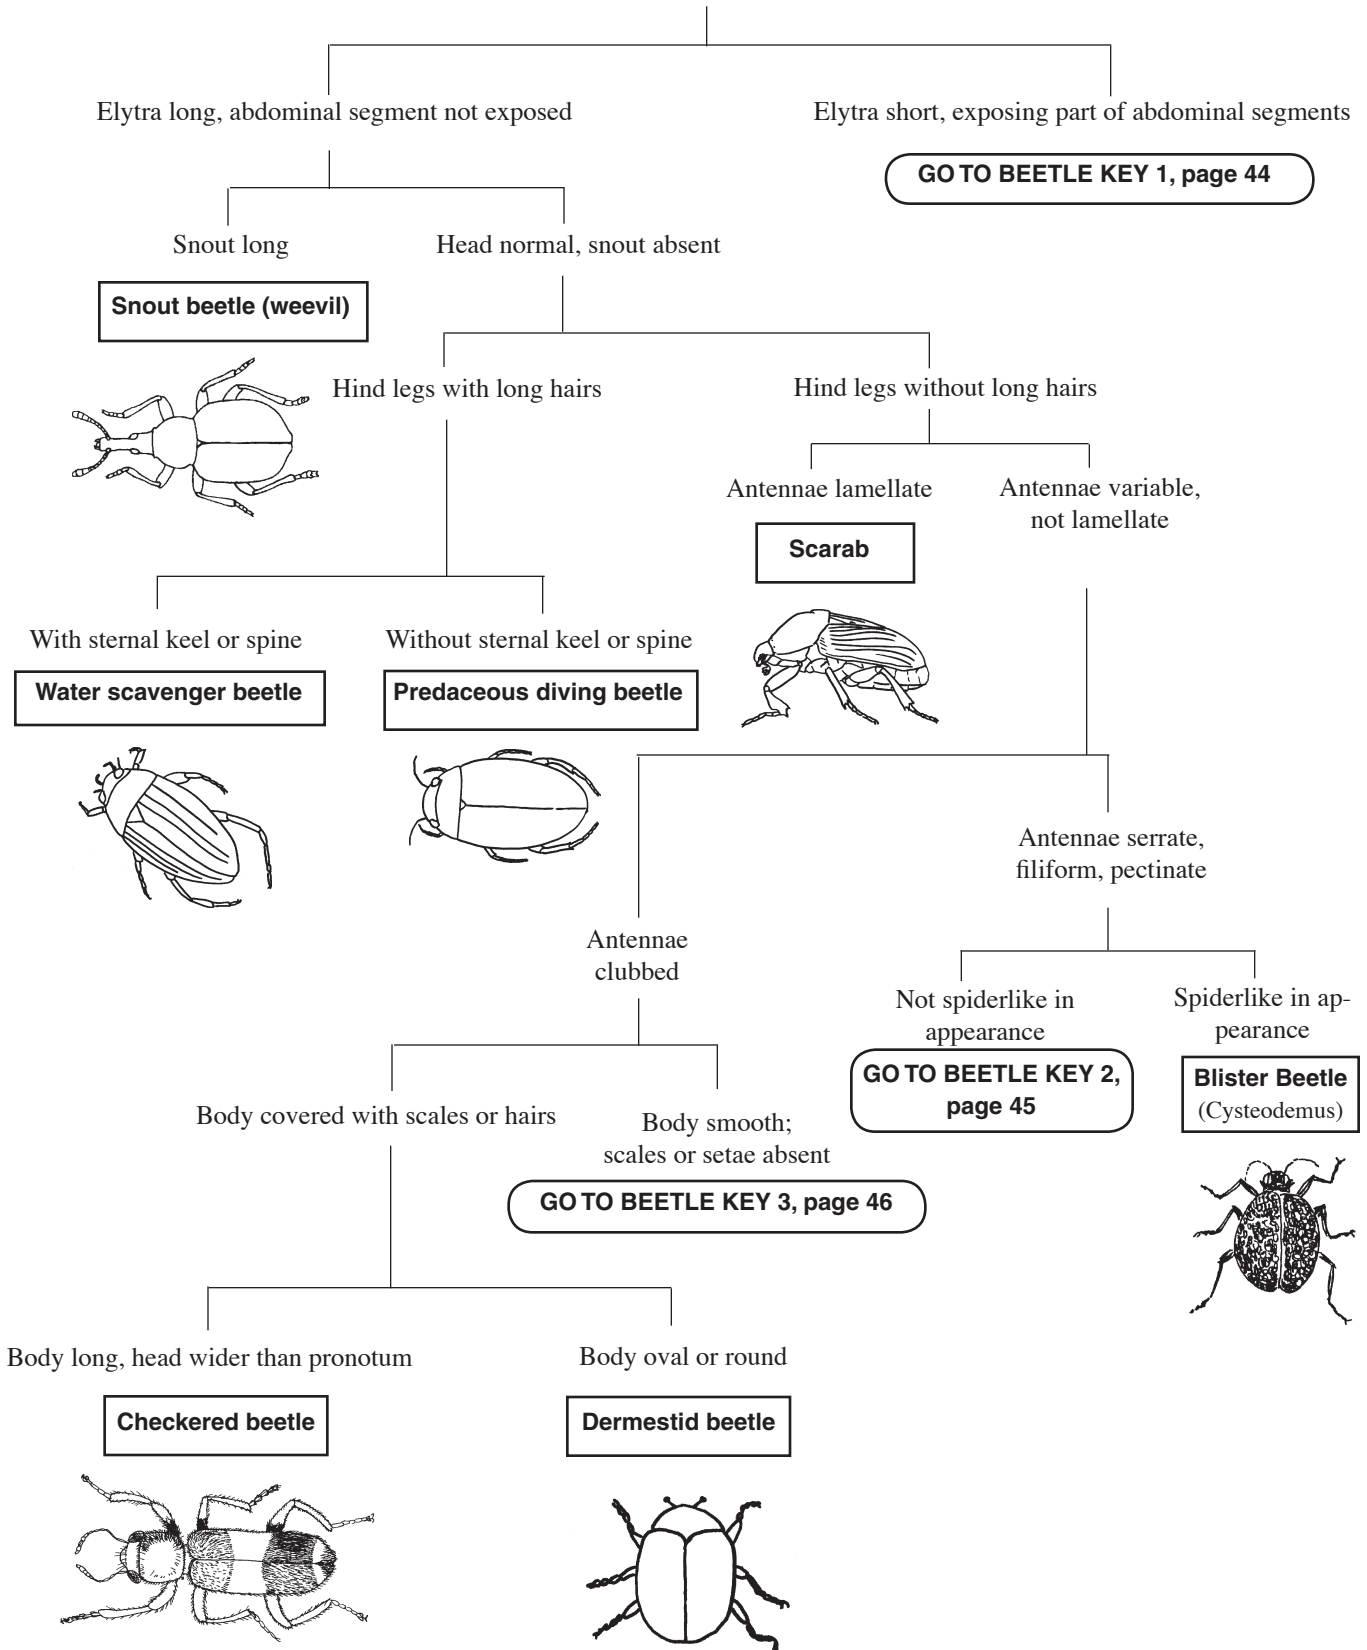 Elytra long, abdominal segment not exposed
Elytra short, exposing part of abdominal segments
GO TO BEETLE KEY 1, page 44
Snout long
Head normal, snout absent
Snout beetle (weevil)
Hind legs with long hairs
Hind legs without long hairs
Antennae lamellate
Antennae variable,
not lamellate
Scarab
With sternal keel or spine
Without sternal keel or spine
Water scavenger beetle
Predaceous diving beetle
Antennae serrate,
filiform, pectinate
Antennae
clubbed
Not spiderlike in
appearance
Spiderlike in ap-
pearance
GO TO BEETLE KEY 2,
page 45
Blister Beetle
(Cysteodemus)
Body covered with scales or hairs
Body smooth;
scales or setae absent
GO TO BEETLE KEY 3, page 46
Body long, head wider than pronotum
Body oval or round
Checkered beetle
Dermestid beetle